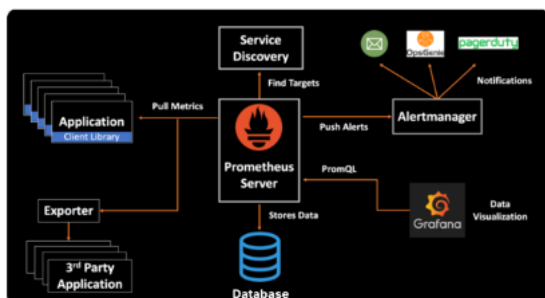 Service
Discovery
OpsGenie
pagerduty
Find Targets
Notifications
Pull Metrics
Application
Client Library
Push Alerts
Alertmanager
Prometheus
Server
PromQL
Exporter
Grafana
Data
Visualization
Stores Data
3rd Party
Application
Database